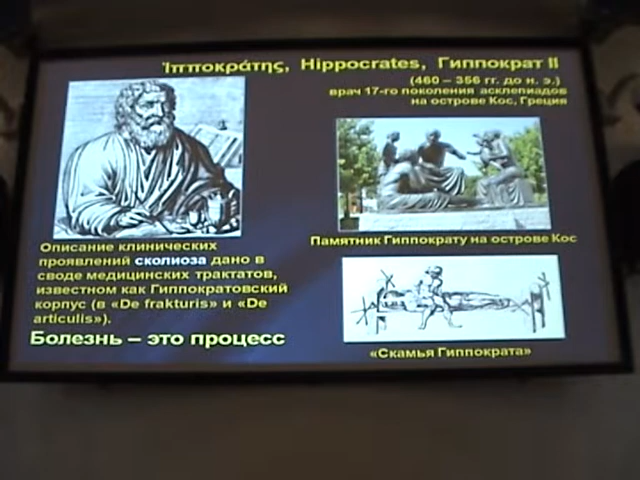 Ἱπποκράτης, Hippocrates, Гиппократ II
(460 – 356 гг. до н. э.)
врач 17-го поколения асклепиадов
на острове Кос, Греция
Памятник Гиппократу на острове Кос
Описание клинических
проявлений сколиоза дано в
своде медицинских трактатов,
известном как Гиппократовский
корпус (в «De frakturis» и «De
articulis»).
Болезнь – это процесс
«Скамья Гиппократа»